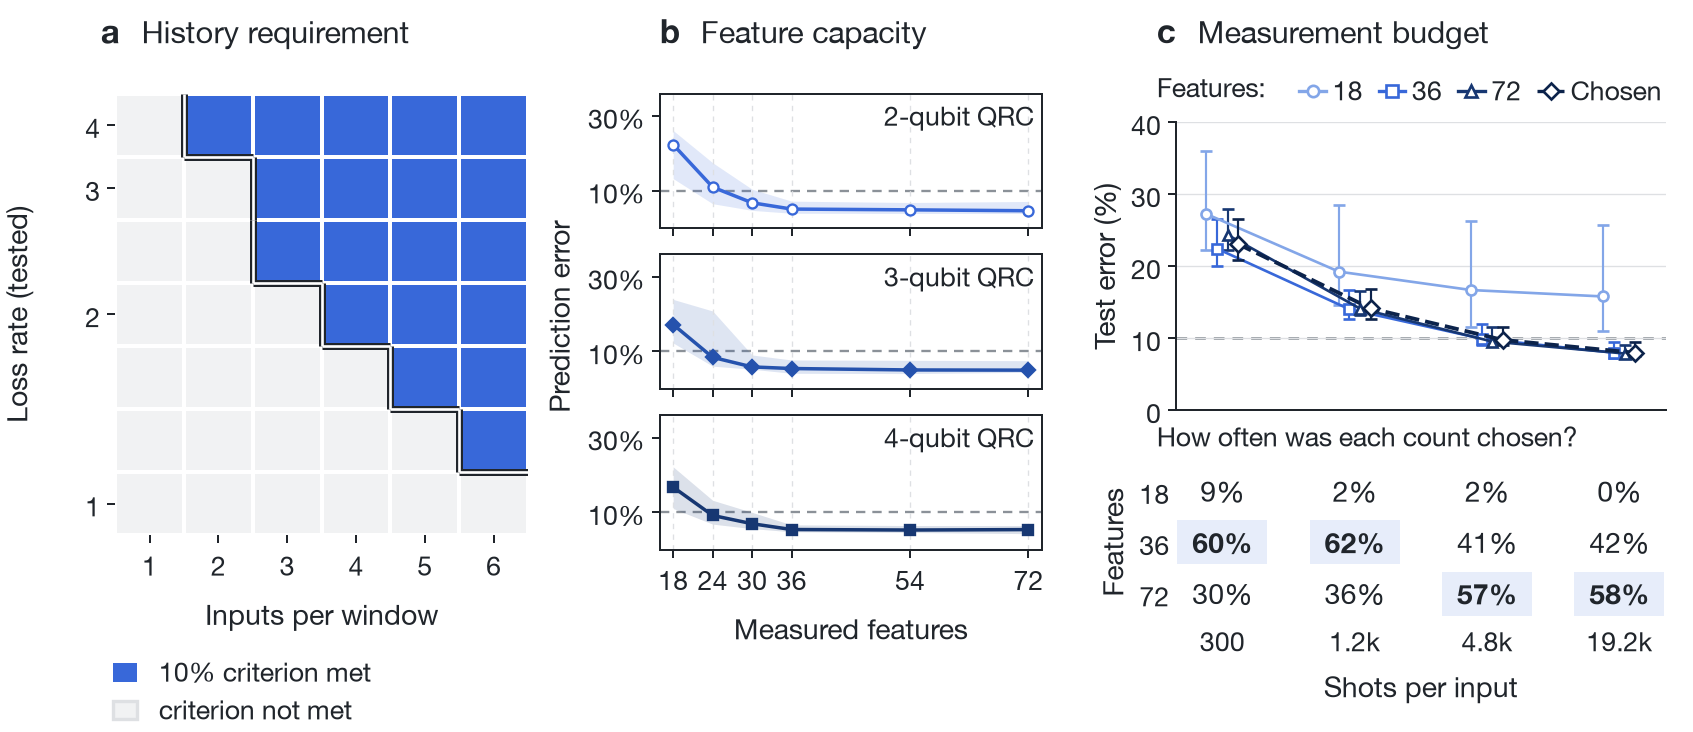 a History requirement
Loss rate (tested)
4
3
2
1
1 2 3 4 5 6
Inputs per window
10% criterion met
criterion not met
b Feature capacity
Prediction error
2-qubit QRC
30%
10%
3-qubit QRC
30%
10%
4-qubit QRC
30%
10%
18 24 30 36 54 72
Measured features
c Measurement budget
Features: 18 36 72 Chosen
Test error (%)
40
30
20
10
0
How often was each count chosen?
Features
18 9% 2% 2% 0%
36 60% 62% 41% 42%
72 30% 36% 57% 58%
300 1.2k 4.8k 19.2k
Shots per input